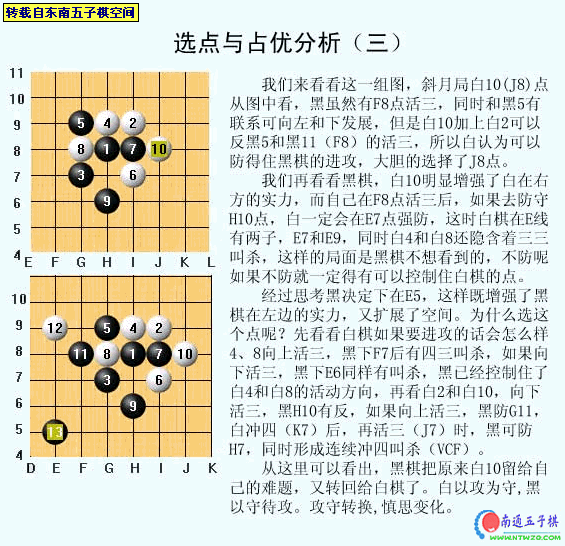 转载自东南五子棋空间
选点与占优分析（三）
11
10
9
8
7
6
5
4
E F G H I J K L
5 4 2
8 1 7 10
3 6
9
10
9
8
7
6
5
4
D E F G H I J K
12 5 4 2
11 8 1 7 10
3 6
9
13
我们来看看这一组图，斜月局白10(J8)点
从图中看，黑虽然有F8点活三，同时和黑5有
联系可向左和下发展，但是白10加上白2可以
反黑5和黑11（F8）的活三，所以白认为可以
防得住黑棋的进攻，大胆的选择了J8点。
我们再看看黑棋，白10明显增强了白在右
方的实力，而自己在F8点活三后，如果去防守
H10点，白一定会在E7点强防，这时白棋在E线
有两子，E7和E9，同时白4和白8还隐含着三三
叫杀，这样的局面是黑棋不想看到的，不防呢
如果不防就一定得有可以控制住白棋的点。
经过思考黑决定下在E5，这样既增强了黑
棋在左边的实力，又扩展了空间。为什么选这
个点呢？先看看白棋如果要进攻的话会怎么样
4、8向上活三，黑下F7后有四三叫杀，如果向
下活三，黑下E6同样有叫杀，黑已经控制住了
白4和白8的活动方向，再看白2和白10，向下
活三，黑H10有反，如果向上活三，黑防G11，
白冲四（K7）后，再活三（J7）时，黑可防
H7，同时形成连续冲四叫杀（VCF）。
从这里可以看出，黑棋把原来白10留给自
己的难题，又转回给白棋了。白以攻为守，黑
以守待攻。攻守转换，慎思变化。
南通五子棋
WWW.NTWZQ.COM